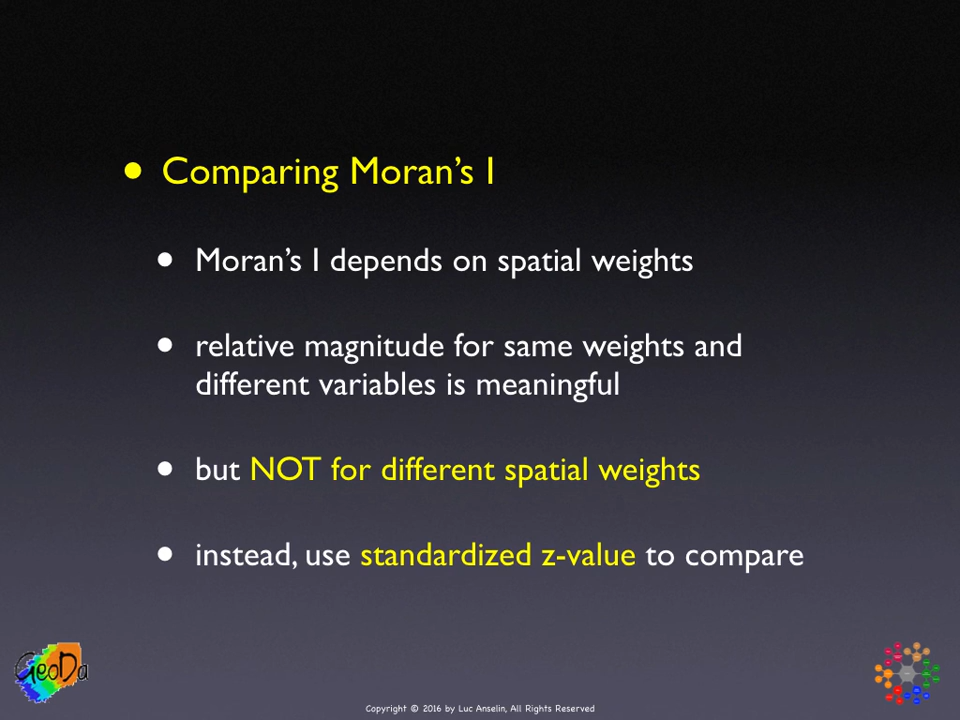 • Comparing Moran’s I
• Moran’s I depends on spatial weights
• relative magnitude for same weights and
different variables is meaningful
• but NOT for different spatial weights
• instead, use standardized z-value to compare
GeoDa
Copyright © 2016 by Luc Anselin, All Rights Reserved